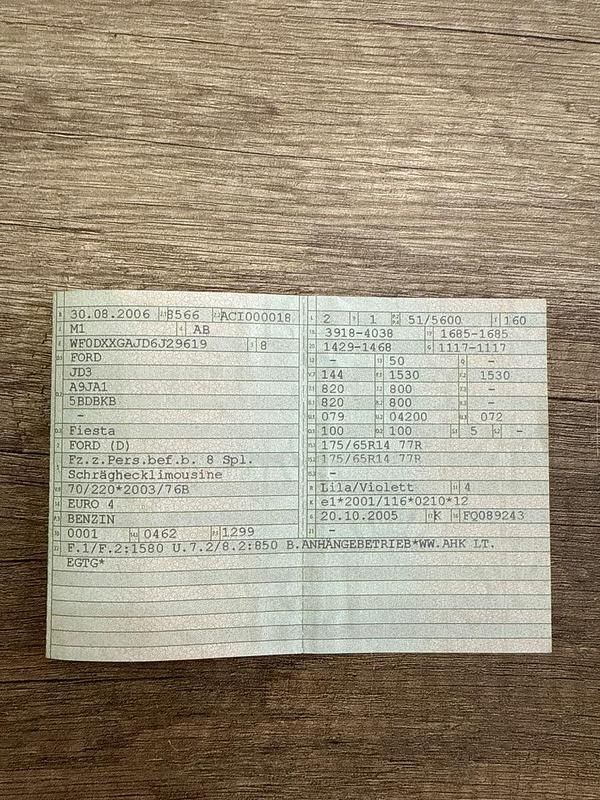 30.08.2006 8566 ACI000018
M1 AB
WF0DXXGAJD6J29619 8
FORD
JD3
A9JA1
5BDBKB
-
Fiesta
FORD (D)
Fz.z.Pers.bef.b. 8 Spl.
Schräghecklimousine
70/220*2003/76B
EURO 4
BENZIN
0001 0462 1299
2 1 51/5600 160
3918-4038 1685-1685
1429-1468 1117-1117
- 50 -
144 1530 1530
820 800 -
820 800 -
079 04200 072
100 100 5 -
175/65R14 77R
175/65R14 77R
-
Lila/Violett 4
e1*2001/116*0210*12
20.10.2005 K FQ089243
-
F.1/F.2:1580 U.7.2/8.2:850 B.ANHÄNGEBETRIEB*WW.AHK LT.
EGTG*